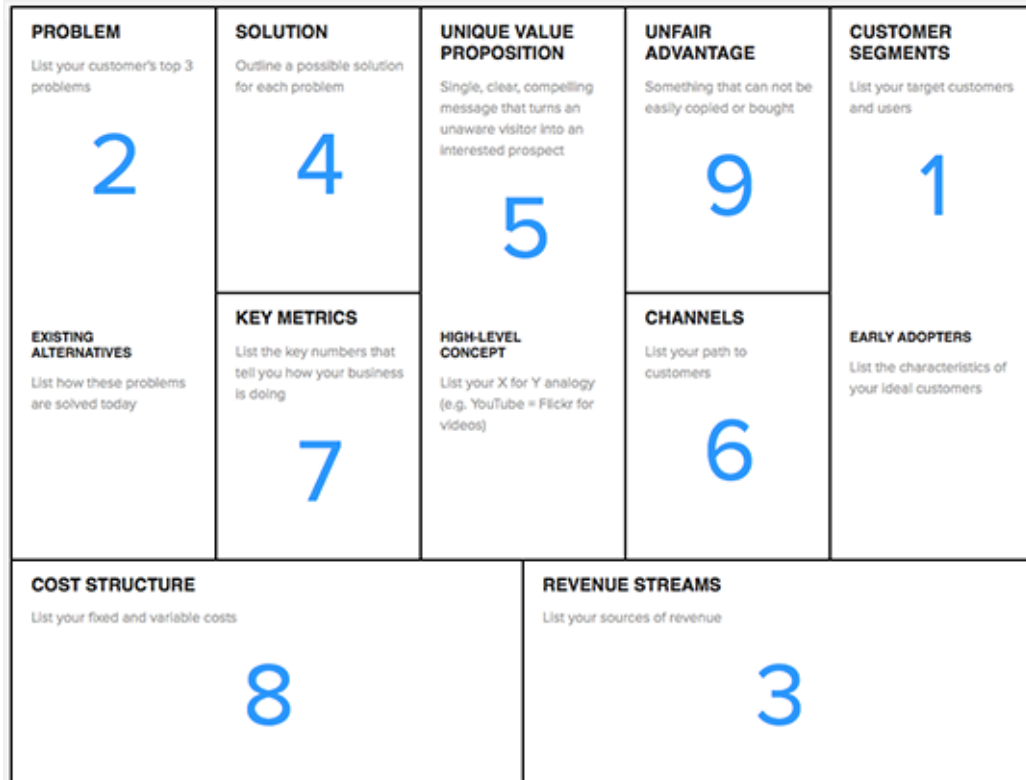 PROBLEM
List your customer's top 3
problems
2
EXISTING
ALTERNATIVES
List how these problems
are solved today
SOLUTION
Outline a possible solution
for each problem
4
KEY METRICS
List the key numbers that
tell you how your business
is doing
7
UNIQUE VALUE
PROPOSITION
Single, clear, compelling
message that turns an
unaware visitor into an
interested prospect
5
HIGH-LEVEL
CONCEPT
List your X for Y analogy
(e.g. YouTube = Flickr for
videos)
UNFAIR
ADVANTAGE
Something that can not be
easily copied or bought
9
CHANNELS
List your path to
customers
6
CUSTOMER
SEGMENTS
List your target customers
and users
1
EARLY ADOPTERS
List the characteristics of
your ideal customers
COST STRUCTURE
List your fixed and variable costs
8
REVENUE STREAMS
List your sources of revenue
3